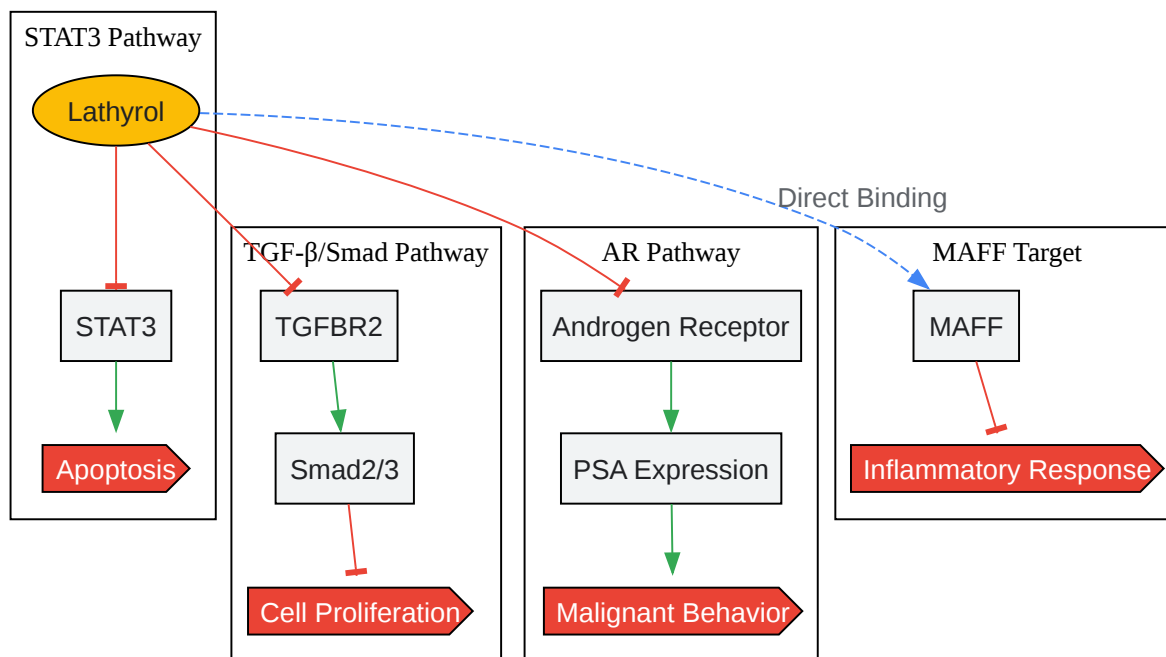 STAT3 Pathway
Lathyrol
Direct Binding
TGF-β/Smad Pathway
AR Pathway
MAFF Target
STAT3
TGFBR2
Androgen Receptor
MAFF
Apoptosis
Smad2/3
PSA Expression
Inflammatory Response
Cell Proliferation
Malignant Behavior